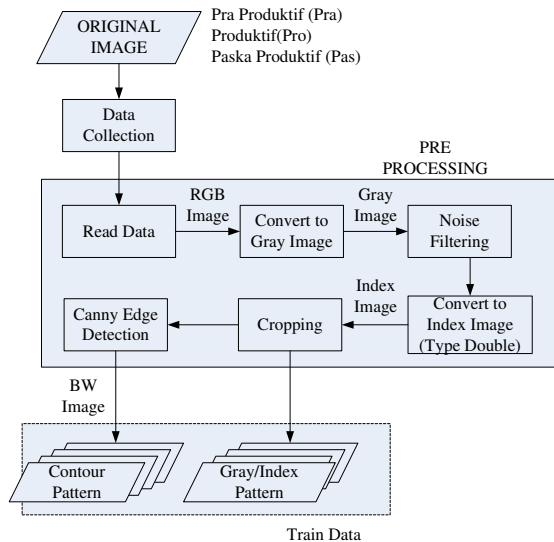 ORIGINAL
IMAGE
Pra Produktif (Pra)
Produktif(Pro)
Paska Produktif (Pas)
Data
Collection
PRE
PROCESSING
Read Data
RGB
Image
Convert to
Gray Image
Gray
Image
Noise
Filtering
Canny Edge
Detection
Cropping
Index
Image
Convert to
Index Image
(Type Double)
BW
Image
Contour
Pattern
Gray/Index
Pattern
Train Data